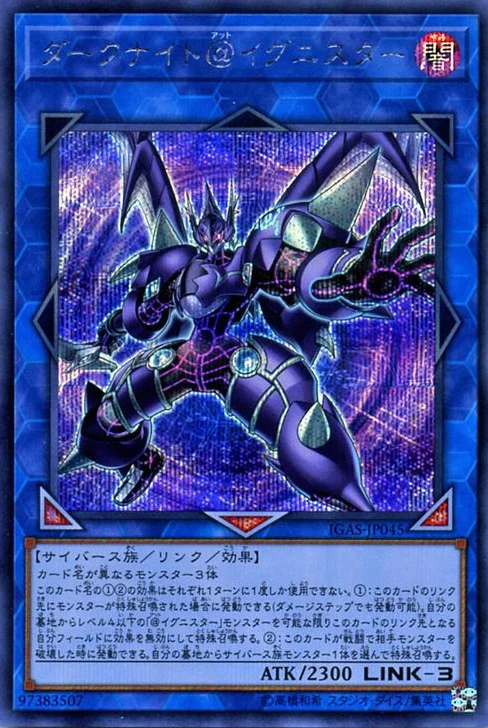 アット
ダークナイト@イグニスター
闇
IGAS-JP045
【サイバース族／リンク／効果】
カード名が異なるモンスター3体
このカード名の①②の効果はそれぞれ1ターンに1度しか使用できない。①：このカードのリンク
先にモンスターが特殊召喚された場合に発動できる(ダメージステップでも発動可能)。自分の
墓地からレベル4以下の「@イグニスター」モンスターを可能な限りこのカードのリンク先となる
自分フィールドに効果を無効にして特殊召喚する。②：このカードが戦闘で相手モンスターを
破壊した時に発動できる。自分の墓地からサイバース族リンクモンスター1体を選んで特殊召喚する。
ATK/2300 LINK-3
97383507
©高橋和希 スタジオ・ダイス/集英社